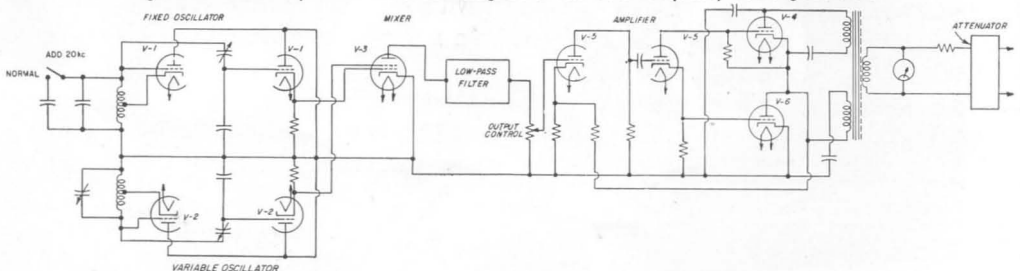 FIXED OSCILLATOR
MIXER
AMPLIFIER
ATTENUATOR
ADD 20kc
NORMAL
V-1
V-1
V-3
LOW-PASS
FILTER
OUTPUT
CONTROL
V-5
V-5
V-4
V-6
V-2
V-2
VARIABLE OSCILLATOR